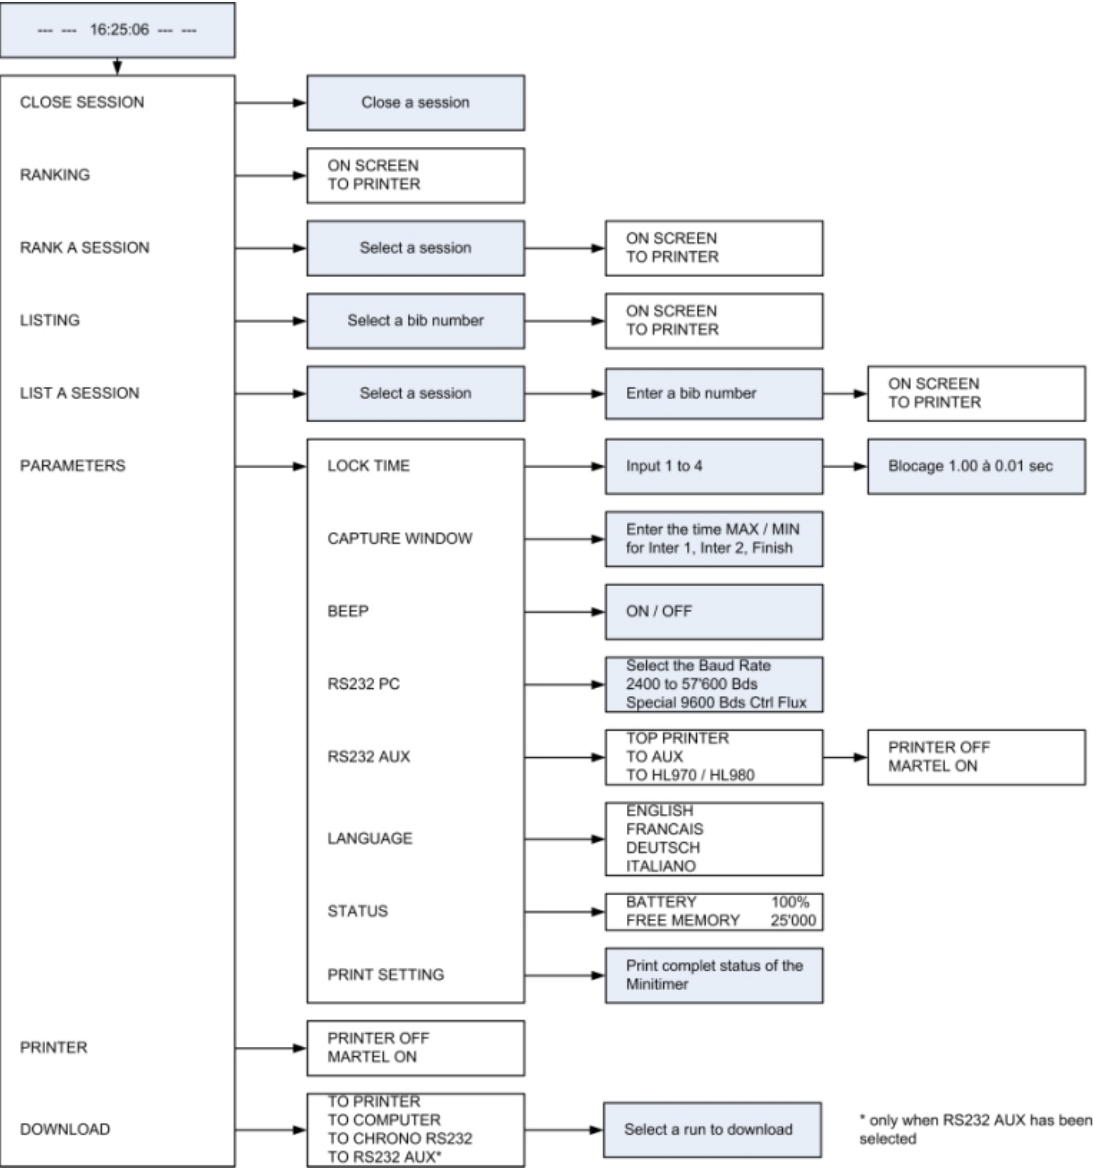 --- --- 16:25:06 --- ---
CLOSE SESSION
Close a session
RANKING
ON SCREEN
TO PRINTER
RANK A SESSION
Select a session
ON SCREEN
TO PRINTER
LISTING
Select a bib number
ON SCREEN
TO PRINTER
LIST A SESSION
Select a session
Enter a bib number
ON SCREEN
TO PRINTER
PARAMETERS
LOCK TIME
Input 1 to 4
Blocage 1.00 à 0.01 sec
CAPTURE WINDOW
Enter the time MAX / MIN
for Inter 1, Inter 2, Finish
BEEP
ON / OFF
RS232 PC
Select the Baud Rate
2400 to 57'600 Bds
Special 9600 Bds Ctrl Flux
RS232 AUX
TOP PRINTER
TO AUX
TO HL970 / HL980
PRINTER OFF
MARTEL ON
LANGUAGE
ENGLISH
FRANCAIS
DEUTSCH
ITALIANO
STATUS
BATTERY 100%
FREE MEMORY 25'000
PRINT SETTING
Print complet status of the
Minitimer
PRINTER
PRINTER OFF
MARTEL ON
DOWNLOAD
TO PRINTER
TO COMPUTER
TO CHRONO RS232
TO RS232 AUX*
Select a run to download
* only when RS232 AUX has been
selected